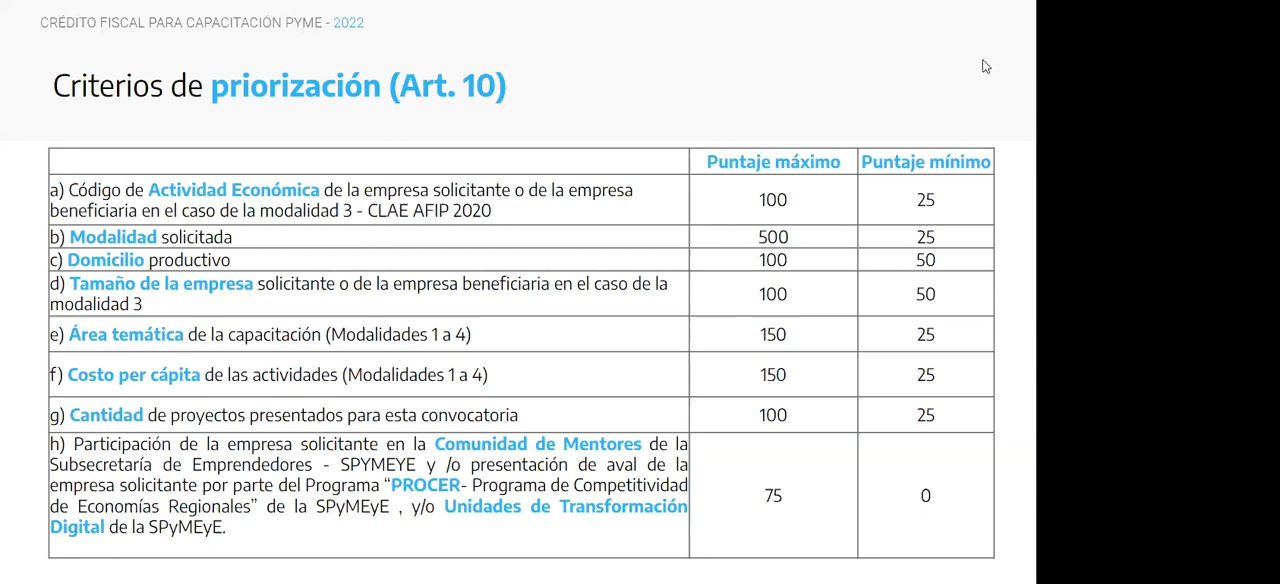 CRÉDITO FISCAL PARA CAPACITACIÓN PYME - 2022
Criterios de priorización (Art. 10)
Puntaje máximo Puntaje mínimo
a) Código de Actividad Económica de la empresa solicitante o de la empresa
beneficiaria en el caso de la modalidad 3 - CLAE AFIP 2020
100 25
b) Modalidad solicitada 500 25
c) Domicilio productivo 100 50
d) Tamaño de la empresa solicitante o de la empresa beneficiaria en el caso de la
modalidad 3
100 50
e) Área temática de la capacitación (Modalidades 1 a 4) 150 25
f) Costo per cápita de las actividades (Modalidades 1 a 4) 150 25
g) Cantidad de proyectos presentados para esta convocatoria 100 25
h) Participación de la empresa solicitante en la Comunidad de Mentores de la
Subsecretaría de Emprendedores - SPYMEYE y /o presentación de aval de la
empresa solicitante por parte del Programa “PROCER- Programa de Competitividad
de Economías Regionales” de la SPyMEyE , y/o Unidades de Transformación
Digital de la SPyMEyE.
75 0